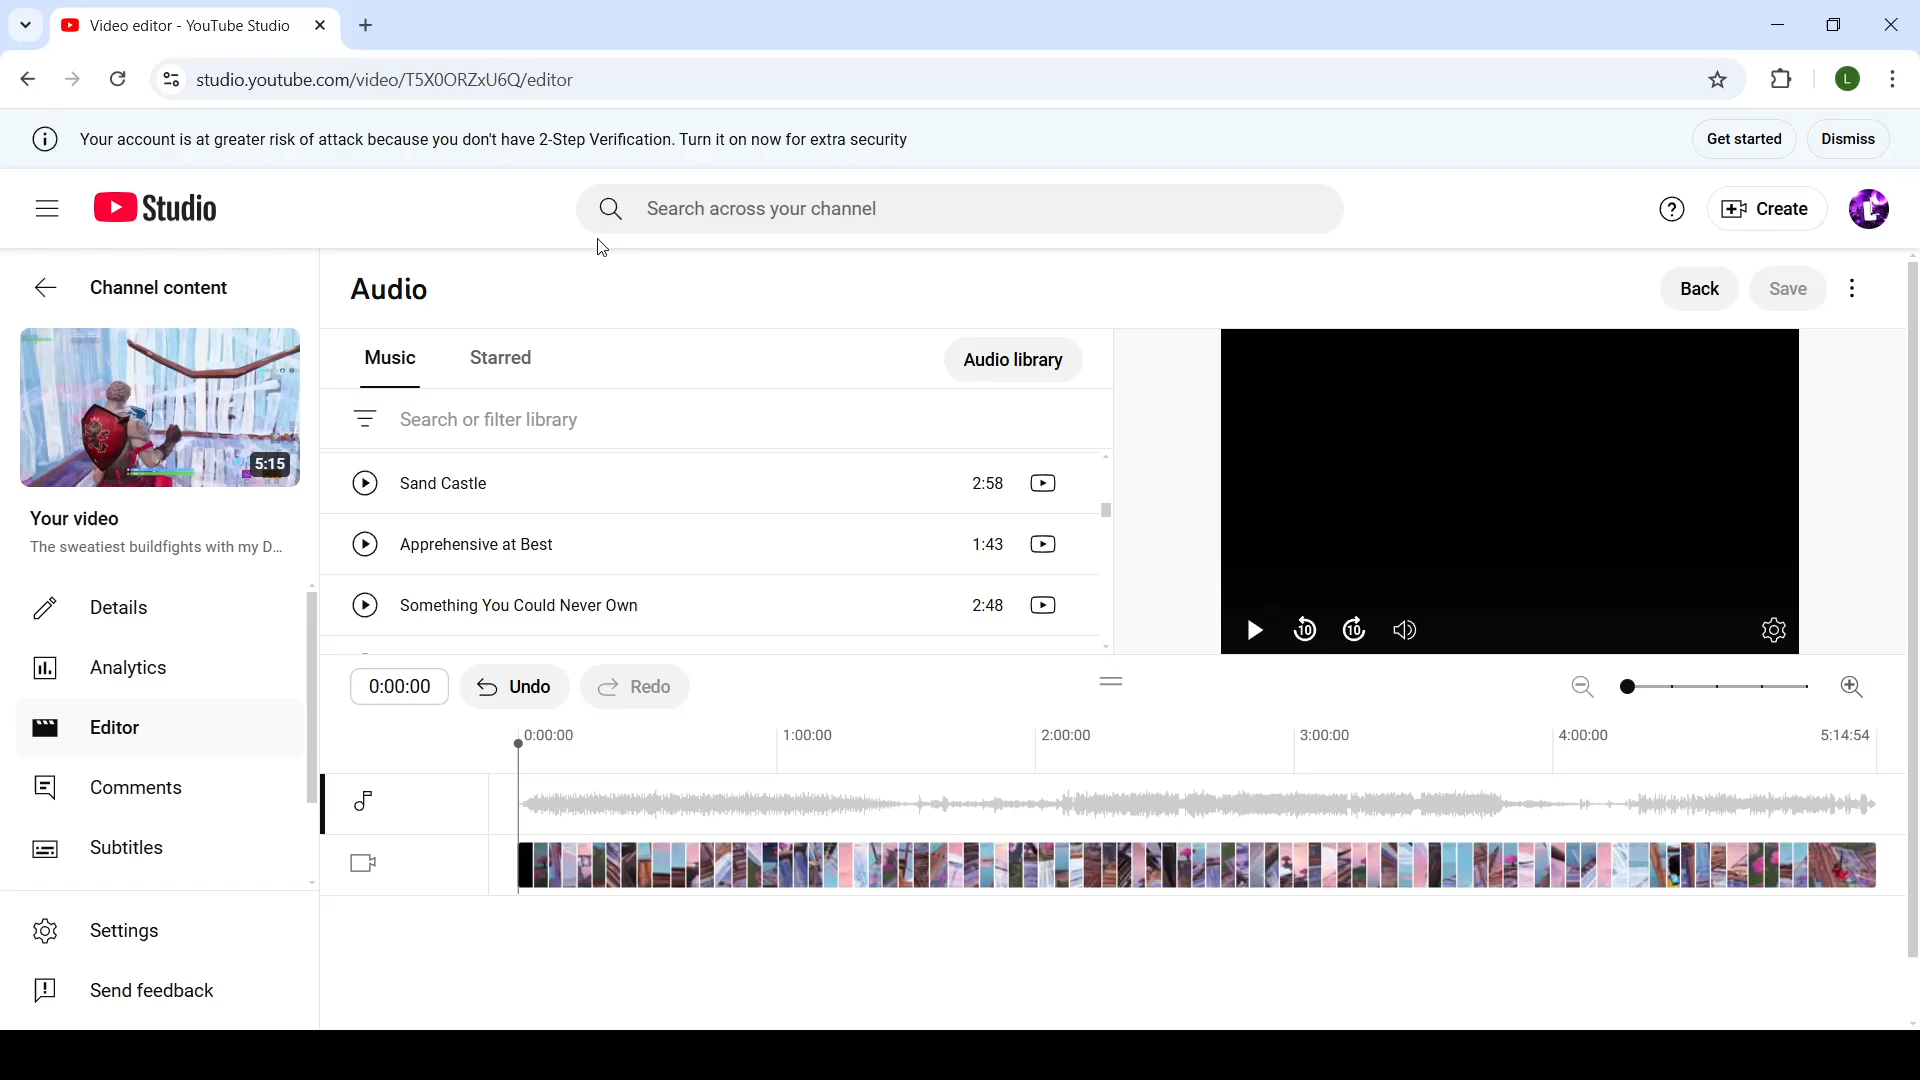 Video editor - YouTube Studio
studio.youtube.com/video/T5X0ORZxU6Q/editor
L
Your account is at greater risk of attack because you don't have 2-Step Verification. Turn it on now for extra security
Get started
Dismiss
Studio
Search across your channel
Create
L
Channel content
Audio
Back
Save
5:15
Your video
The sweatiest buildfights with my D...
Details
Analytics
Editor
Comments
Subtitles
Settings
Send feedback
Music
Starred
Audio library
Search or filter library
Sand Castle 2:58
Apprehensive at Best 1:43
Something You Could Never Own 2:48
10
10
0:00:00
Undo
Redo
0:00:00 1:00:00 2:00:00 3:00:00 4:00:00 5:14:54